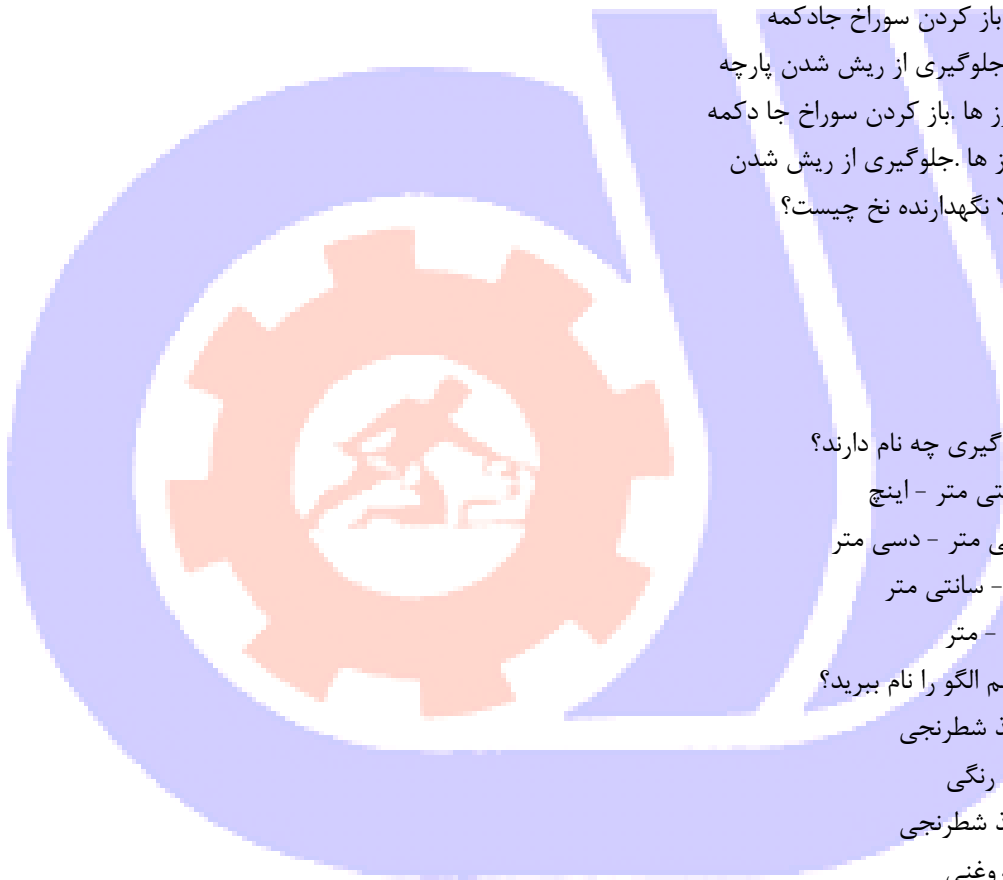 باز کردن سوراخ جادکمه
جلوگیری از ریش شدن پارچه
ز ها .باز کردن سوراخ جا دکمه
ز ها .جلوگیری از ریش شدن
نگهدارنده نخ چیست؟
گیری چه نام دارند؟
تی متر - اینچ
ی متر - دسی متر
- سانتی متر
- متر
م الگو را نام ببرید؟
ذ شطرنجی
رنگی
ذ شطرنجی
روغنی